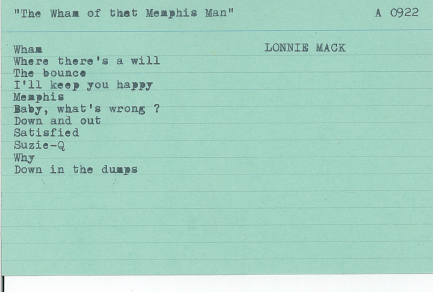 "The Wham of that Memphis Man" A 0922
Wham LONNIE MACK
Where there's a will
The bounce
I'll keep you happy
Memphis
Baby, what's wrong ?
Down and out
Satisfied
Suzie-Q
Why
Down in the dumps